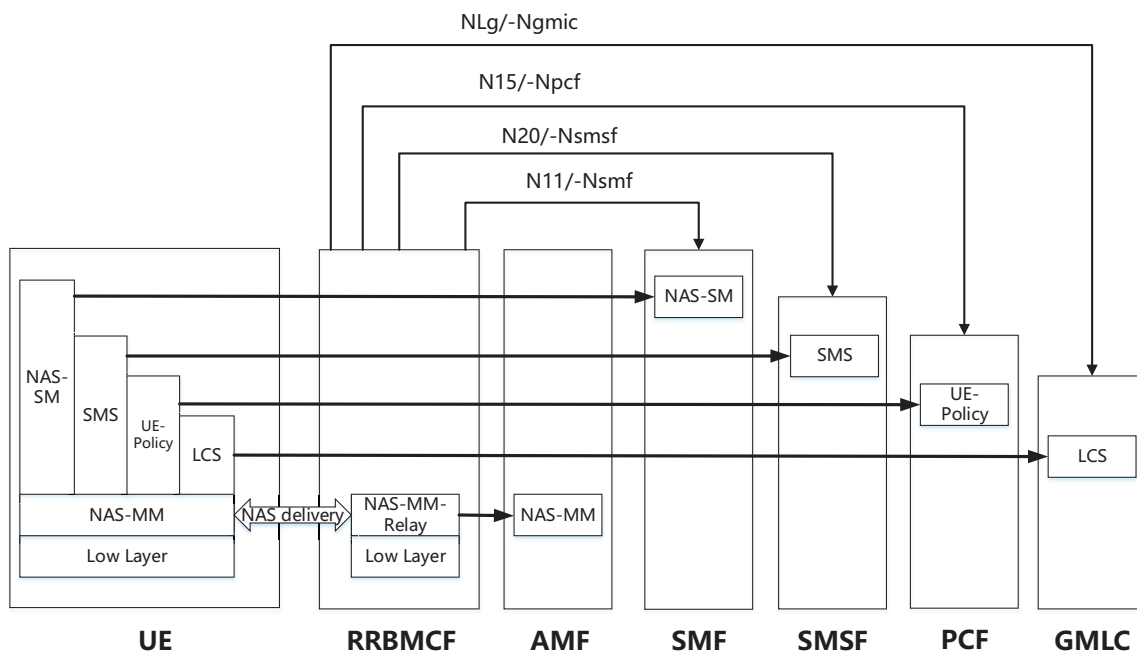 NLg/-Ngmic
N15/-Npcf
N20/-Nsmsf
N11/-Nsmf
NAS-
SM
SMS
UE-
Policy
LCS
NAS-MM
Low Layer
NAS delivery
NAS-MM-
Relay
Low Layer
NAS-MM
NAS-SM
SMS
UE-
Policy
LCS
UE
RRBMCF
AMF
SMF
SMSF
PCF
GMLC